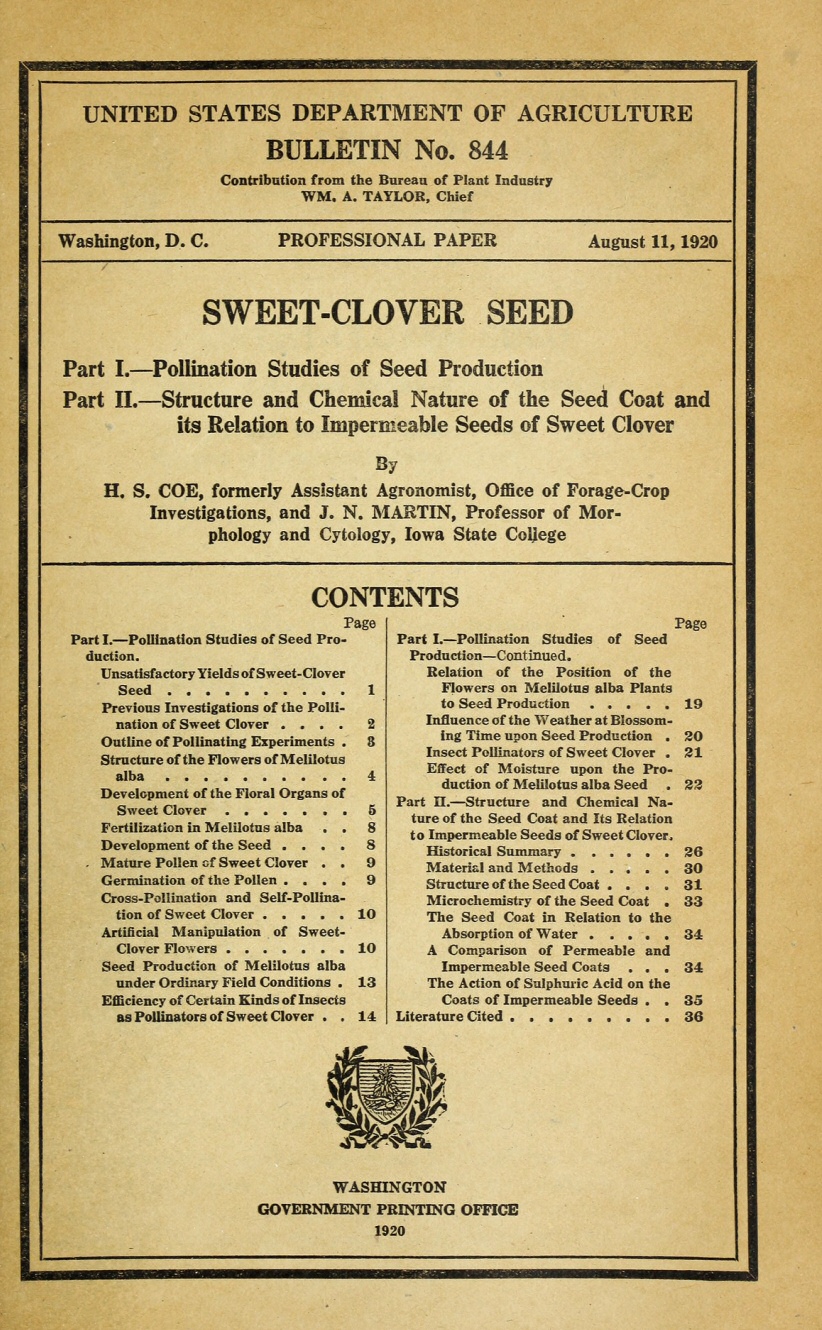 UNITED STATES DEPARTMENT OF AGRICULTURE
BULLETIN No. 844
Contribution from the Bureau of Plant Industry
WM. A. TAYLOR, Chief
Washington, D. C. PROFESSIONAL PAPER August 11, 1920
SWEET-CLOVER SEED
Part I.—Pollination Studies of Seed Production
Part II.—Structure and Chemical Nature of the Seed Coat and
its Relation to Impermeable Seeds of Sweet Clover
By
H. S. COE, formerly Assistant Agronomist, Office of Forage-Crop
Investigations, and J. N. MARTIN, Professor of Mor-
phology and Cytology, Iowa State College
CONTENTS
Page
Part I.—Pollination Studies of Seed Pro-
duction.
Unsatisfactory Yields of Sweet-Clover
Seed . . . . . . . . . . 1
Previous Investigations of the Polli-
nation of Sweet Clover . . . . 2
Outline of Pollinating Experiments . 3
Structure of the Flowers of Melilotus
alba . . . . . . . . . . 4
Development of the Floral Organs of
Sweet Clover . . . . . . . 5
Fertilization in Melilotus alba . . 8
Development of the Seed . . . . 8
Mature Pollen of Sweet Clover . . 9
Germination of the Pollen . . . . 9
Cross-Pollination and Self-Pollina-
tion of Sweet Clover . . . . . 10
Artificial Manipulation of Sweet-
Clover Flowers . . . . . . . 10
Seed Production of Melilotus alba
under Ordinary Field Conditions . 13
Efficiency of Certain Kinds of Insects
as Pollinators of Sweet Clover . . 14
Page
Part I.—Pollination Studies of Seed
Production—Continued.
Relation of the Position of the
Flowers on Melilotus alba Plants
to Seed Production . . . . . 19
Influence of the Weather at Blossom-
ing Time upon Seed Production . 20
Insect Pollinators of Sweet Clover . 21
Effect of Moisture upon the Pro-
duction of Melilotus alba Seed . 22
Part II.—Structure and Chemical Na-
ture of the Seed Coat and Its Relation
to Impermeable Seeds of Sweet Clover.
Historical Summary . . . . . . 26
Material and Methods . . . . . 30
Structure of the Seed Coat . . . . 31
Microchemistry of the Seed Coat . 33
The Seed Coat in Relation to the
Absorption of Water . . . . . 34
A Comparison of Permeable and
Impermeable Seed Coats . . . 34
The Action of Sulphuric Acid on the
Coats of Impermeable Seeds . . 35
Literature Cited . . . . . . . . . 36
WASHINGTON
GOVERNMENT PRINTING OFFICE
1920